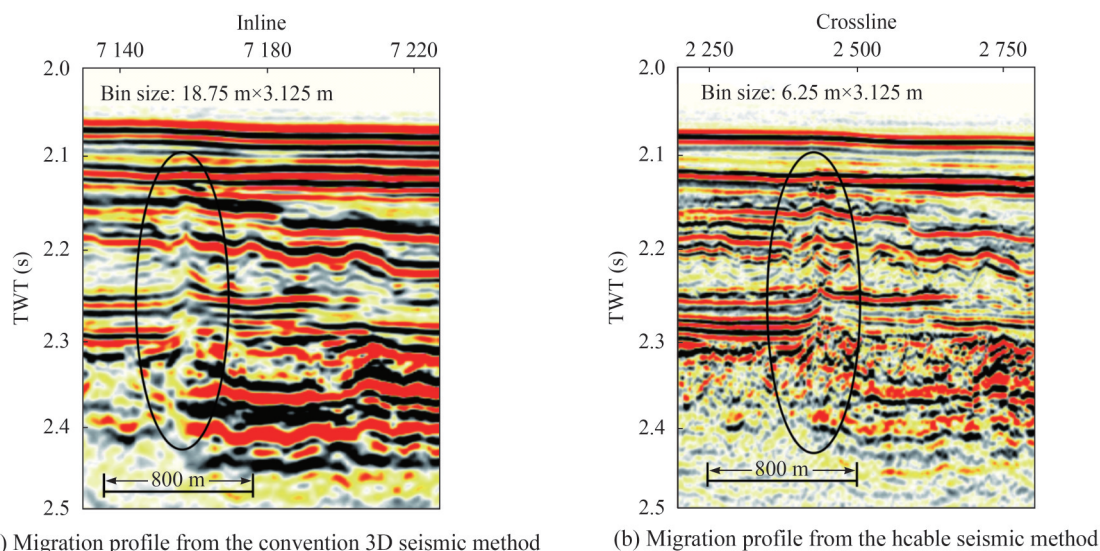 Inline
7 140 7 180 7 220
2.0
Bin size: 18.75 m×3.125 m
2.1
2.2
TWT (s)
2.3
2.4
800 m
2.5
) Migration profile from the convention 3D seismic method
Crossline
2 250 2 500 2 750
2.0
Bin size: 6.25 m×3.125 m
2.1
2.2
TWT (s)
2.3
2.4
800 m
2.5
(b) Migration profile from the hcable seismic method